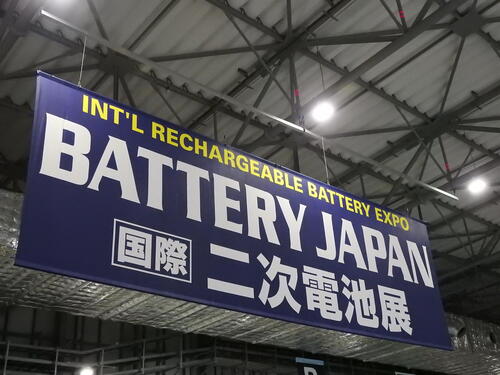 INT'L RECHARGEABLE BATTERY EXPO
BATTERY JAPAN
国際 二次電池展